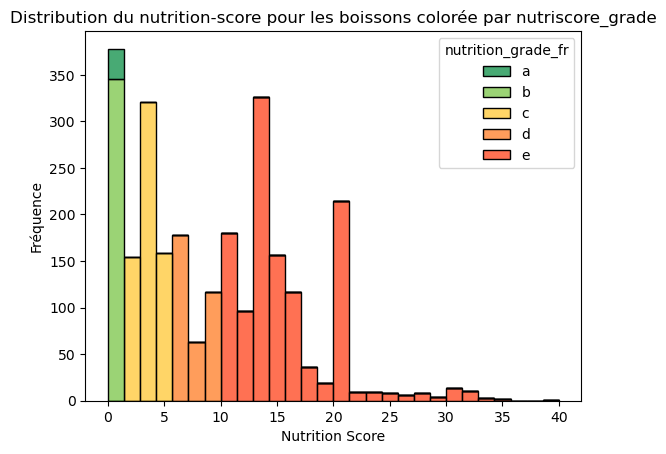 Distribution du nutrition-score pour les boissons colorée par nutriscore_grade
nutrition_grade_fr
a
b
c
d
e
Fréquence
350
300
250
200
150
100
50
0
0 5 10 15 20 25 30 35 40
Nutrition Score